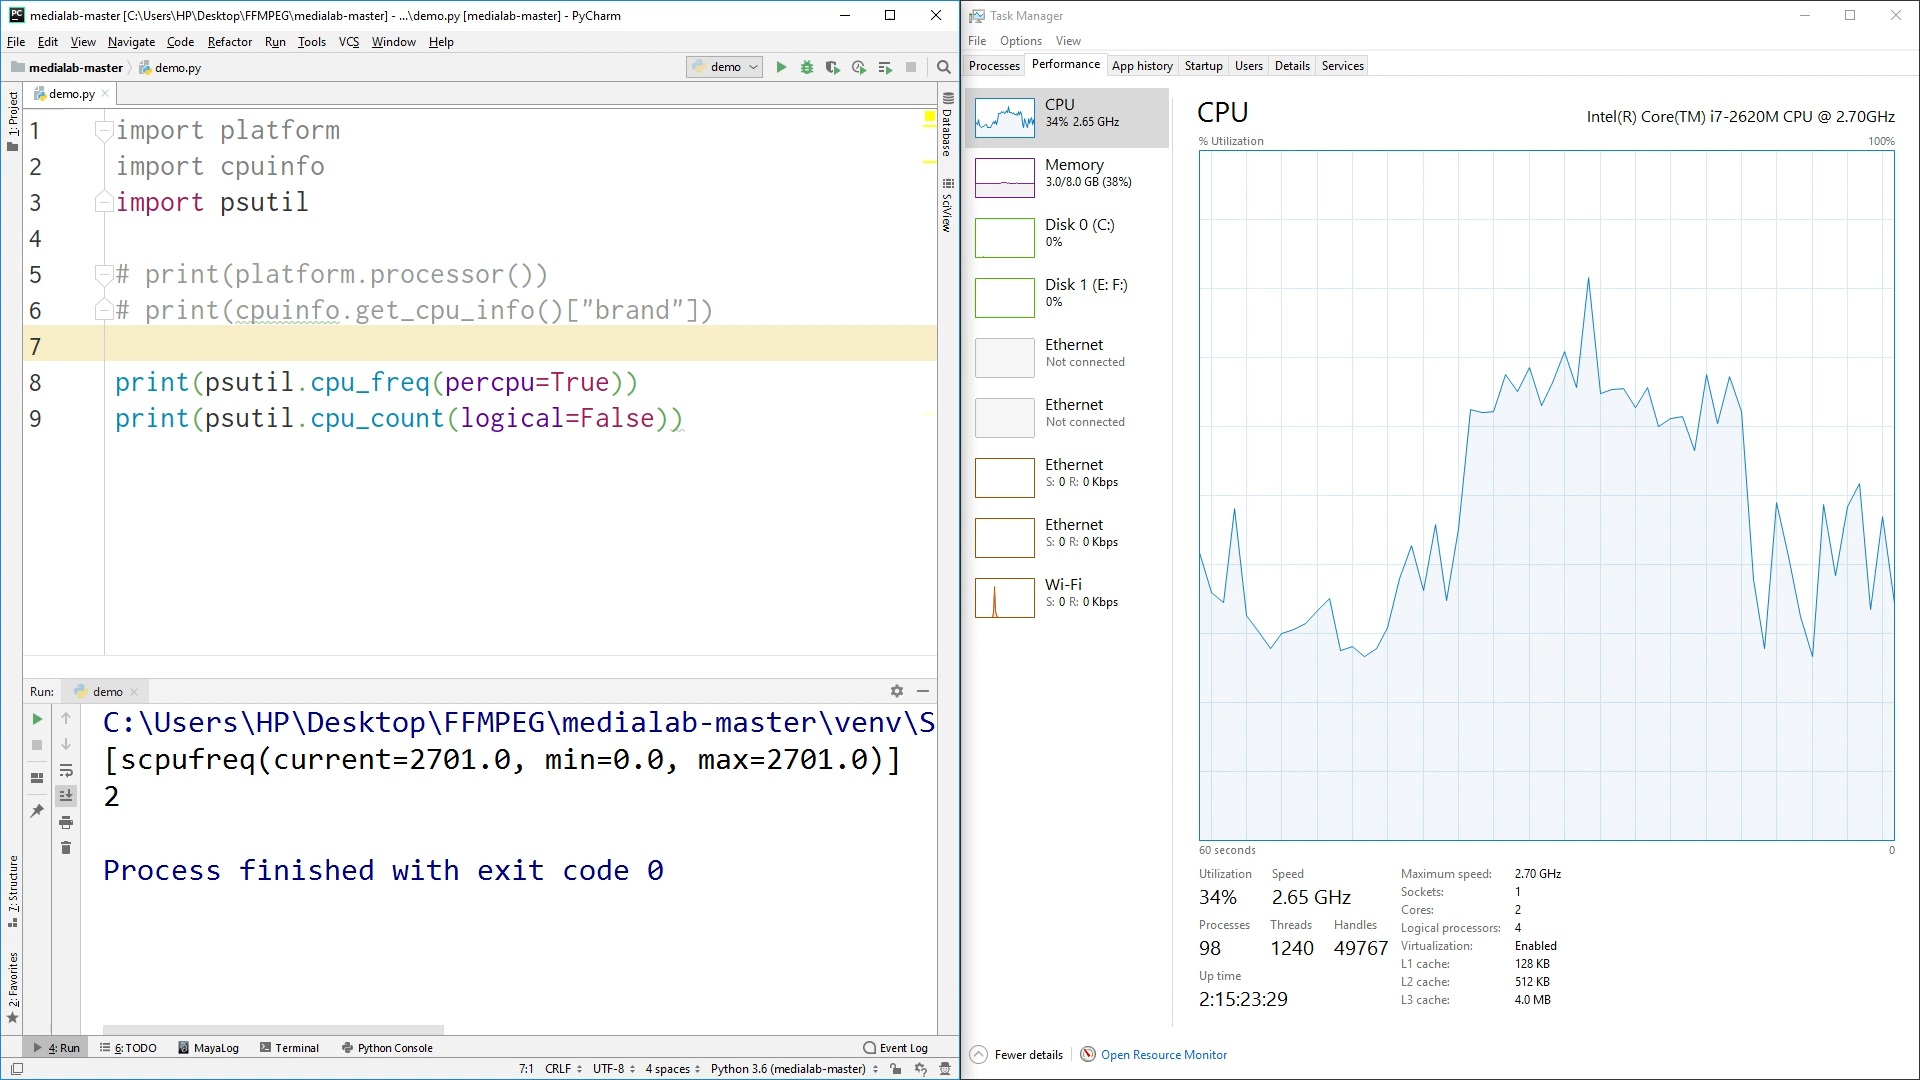 medialab-master [C:\Users\HP\Desktop\FFMPEG\medialab-master] - ...\demo.py [medialab-master] - PyCharm
File Edit View Navigate Code Refactor Run Tools VCS Window Help
medialab-master demo.py
demo
demo.py
1: Project
1 import platform
2 import cpuinfo
3 import psutil
4
5 # print(platform.processor())
6 # print(cpuinfo.get_cpu_info()["brand"])
7
8 print(psutil.cpu_freq(percpu=True))
9 print(psutil.cpu_count(logical=False))
Database
SciView
Run: demo
C:\Users\HP\Desktop\FFMPEG\medialab-master\venv\S
[scpufreq(current=2701.0, min=0.0, max=2701.0)]
2
Process finished with exit code 0
7: Structure
2: Favorites
4: Run 6: TODO MayaLog Terminal Python Console Event Log
7:1 CRLF UTF-8 4 spaces Python 3.6 (medialab-master)
Task Manager
File Options View
Processes Performance App history Startup Users Details Services
CPU
34% 2.65 GHz
Memory
3.0/8.0 GB (38%)
Disk 0 (C:)
0%
Disk 1 (E: F:)
0%
Ethernet
Not connected
Ethernet
Not connected
Ethernet
S: 0 R: 0 Kbps
Ethernet
S: 0 R: 0 Kbps
Wi-Fi
S: 0 R: 0 Kbps
CPU Intel(R) Core(TM) i7-2620M CPU @ 2.70GHz
% Utilization 100%
60 seconds 0
Utilization Speed
34% 2.65 GHz
Processes Threads Handles
98 1240 49767
Up time
2:15:23:29
Maximum speed: 2.70 GHz
Sockets: 1
Cores: 2
Logical processors: 4
Virtualization: Enabled
L1 cache: 128 KB
L2 cache: 512 KB
L3 cache: 4.0 MB
Fewer details Open Resource Monitor